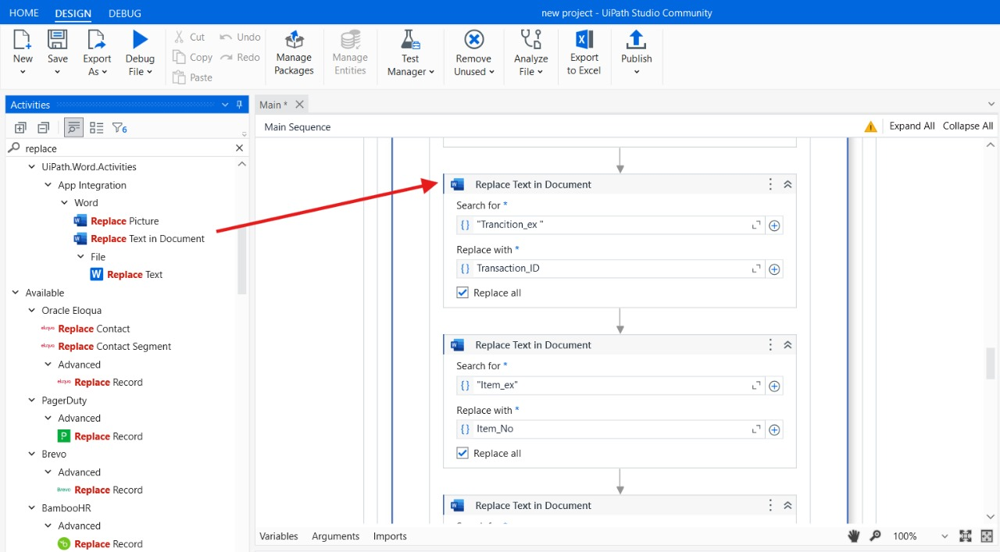 HOME DESIGN DEBUG
new project - UiPath Studio Community
New
Save
Export As
Debug File
Cut
Copy
Paste
Undo
Redo
Manage Packages
Manage Entities
Test Manager
Remove Unused
Analyze File
Export to Excel
Publish
Activities
6
replace
UiPath.Word.Activities
App Integration
Word
Replace Picture
Replace Text in Document
File
Replace Text
Available
Oracle Eloqua
Replace Contact
Replace Contact Segment
Advanced
Replace Record
PagerDuty
Advanced
Replace Record
Brevo
Advanced
Replace Record
BambooHR
Advanced
Replace Record
Main *
Main Sequence
Expand All Collapse All
Replace Text in Document
Search for *
"Trancition_ex "
Replace with *
Transaction_ID
Replace all
Replace Text in Document
Search for *
"Item_ex"
Replace with *
Item_No
Replace all
Replace Text in Document
Variables Arguments Imports
100%